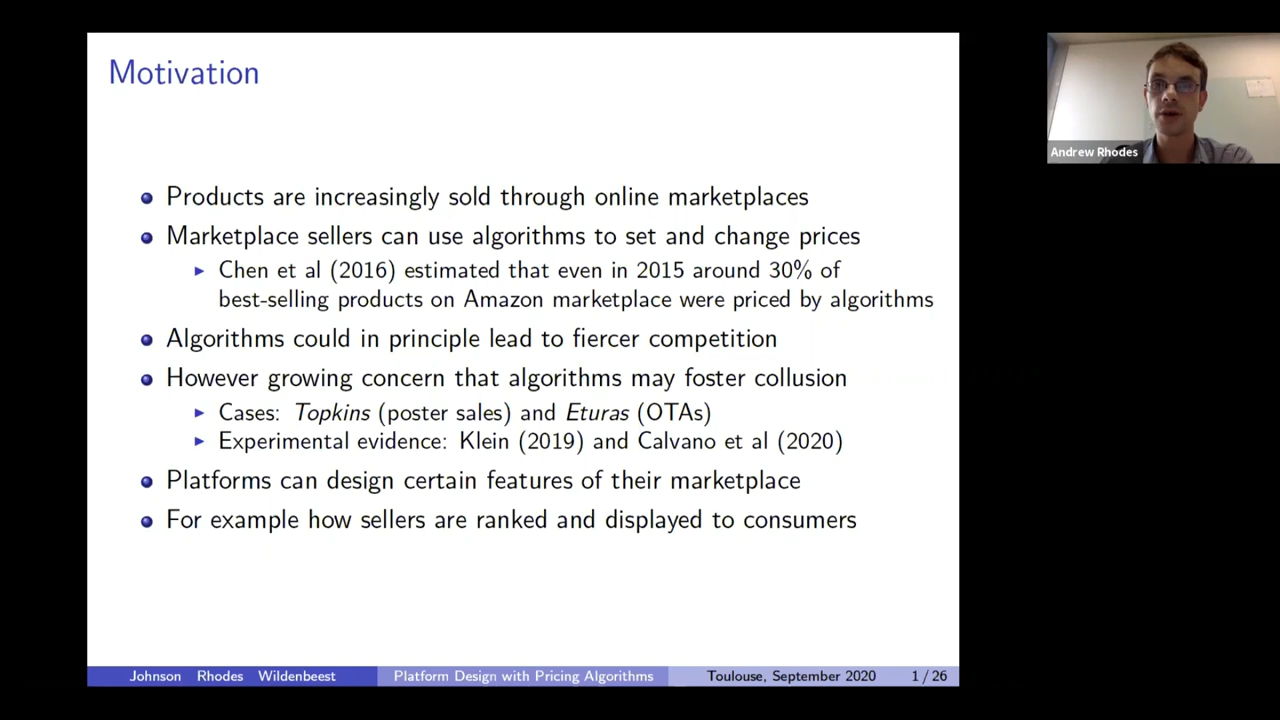 Motivation
Products are increasingly sold through online marketplaces
Marketplace sellers can use algorithms to set and change prices
Chen et al (2016) estimated that even in 2015 around 30% of
best-selling products on Amazon marketplace were priced by algorithms
Algorithms could in principle lead to fiercer competition
However growing concern that algorithms may foster collusion
Cases: Topkins (poster sales) and Eturas (OTAs)
Experimental evidence: Klein (2019) and Calvano et al (2020)
Platforms can design certain features of their marketplace
For example how sellers are ranked and displayed to consumers
Johnson Rhodes Wildenbeest
Platform Design with Pricing Algorithms
Toulouse, September 2020
1 / 26
Andrew Rhodes